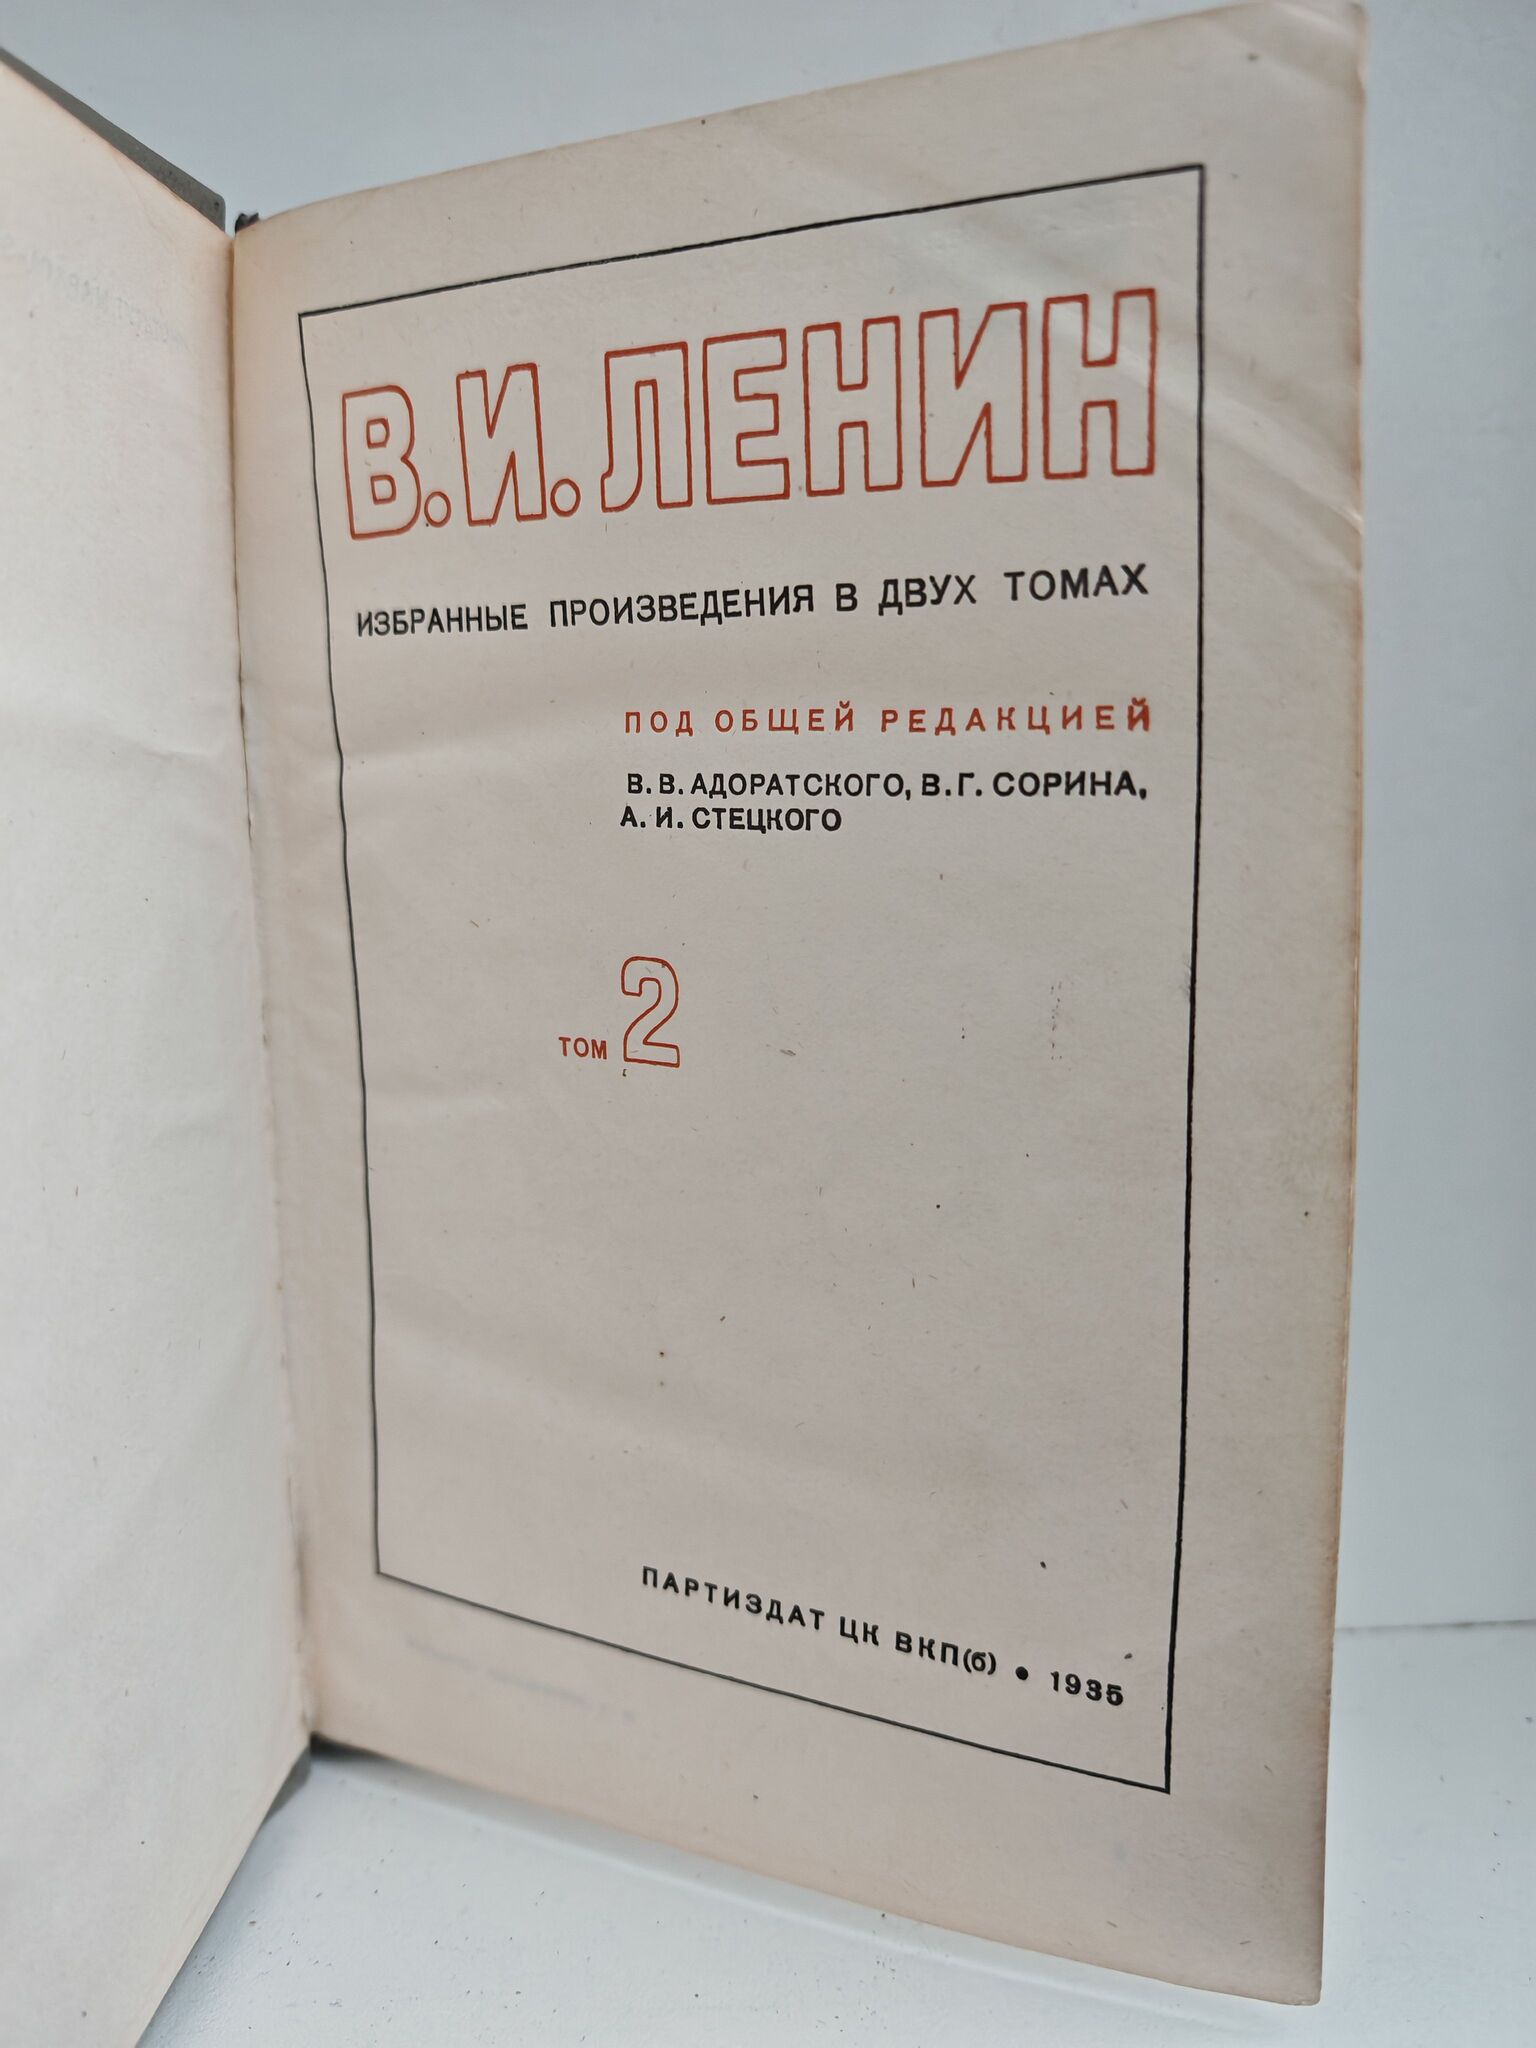 В.И.ЛЕНИН
ИЗБРАННЫЕ ПРОИЗВЕДЕНИЯ В ДВУХ ТОМАХ
ПОД ОБЩЕЙ РЕДАКЦИЕЙ
В.В.АДОРАТСКОГО, В.Г.СОРИНА,
А.И.СТЕЦКОГО
ТОМ 2
ПАРТИЗДАТ ЦК ВКП(б) • 1935